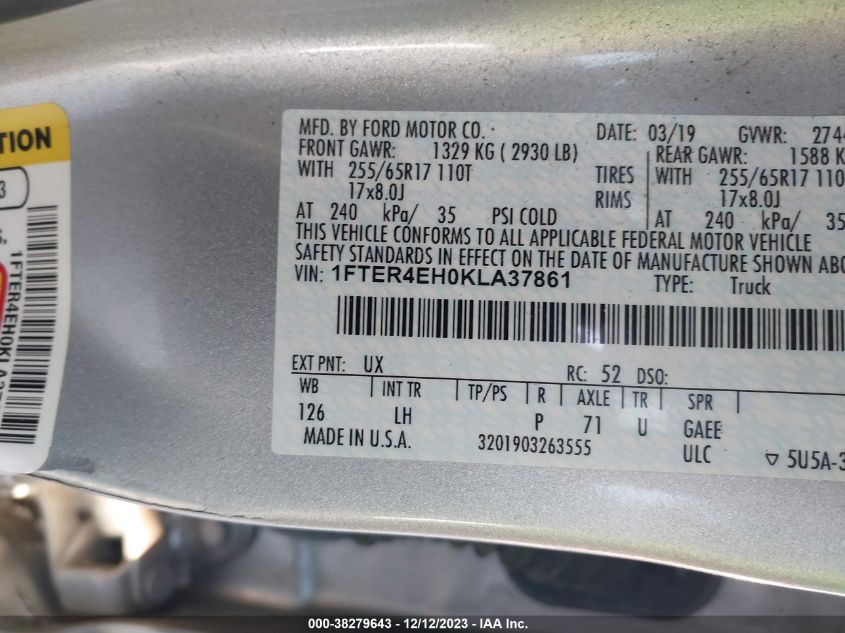 TION
3
1FTER4EH0KLA37
MFD. BY FORD MOTOR CO. DATE: 03/19 GVWR: 274
FRONT GAWR: 1329 KG ( 2930 LB) REAR GAWR: 1588 K
WITH 255/65R17 110T TIRES WITH 255/65R17 110
17x8.0J RIMS 17x8.0J
AT 240 kPa/ 35 PSI COLD AT 240 kPa/ 35
THIS VEHICLE CONFORMS TO ALL APPLICABLE FEDERAL MOTOR VEHICLE
SAFETY STANDARDS IN EFFECT ON THE DATE OF MANUFACTURE SHOWN ABO
VIN: 1FTER4EH0KLA37861 TYPE: Truck
EXT PNT: UX RC: 52 DSO:
WB INT TR TP/PS R AXLE TR SPR
126 LH P 71 U GAEE
MADE IN U.S.A. 3201903263555 ULC ▽ 5U5A-3
000-38279643 - 12/12/2023 - IAA Inc.